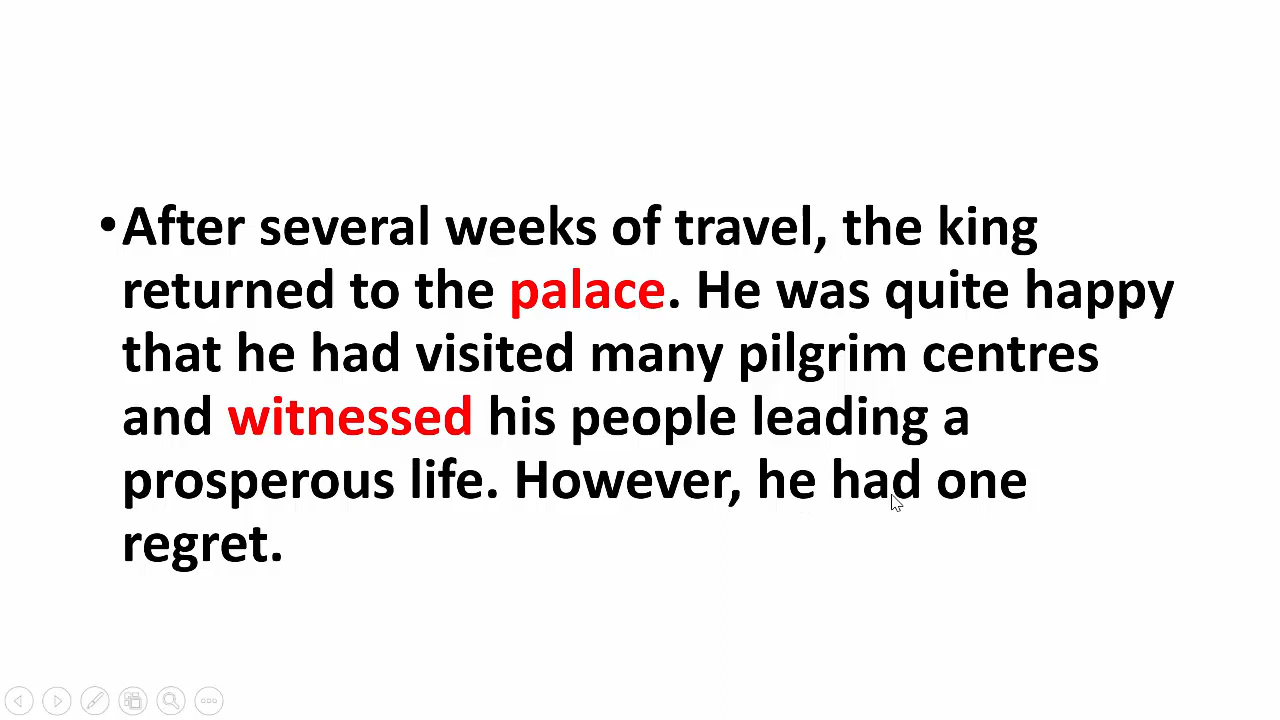 •After several weeks of travel, the king
returned to the palace. He was quite happy
that he had visited many pilgrim centres
and witnessed his people leading a
prosperous life. However, he had one
regret.